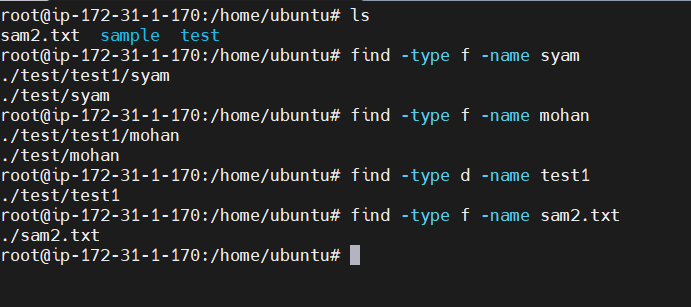 root@ip-172-31-1-170:/home/ubuntu# ls
sam2.txt  sample  test
root@ip-172-31-1-170:/home/ubuntu# find -type f -name syam
./test/test1/syam
./test/syam
root@ip-172-31-1-170:/home/ubuntu# find -type f -name mohan
./test/test1/mohan
./test/mohan
root@ip-172-31-1-170:/home/ubuntu# find -type d -name test1
./test/test1
root@ip-172-31-1-170:/home/ubuntu# find -type f -name sam2.txt
./sam2.txt
root@ip-172-31-1-170:/home/ubuntu#